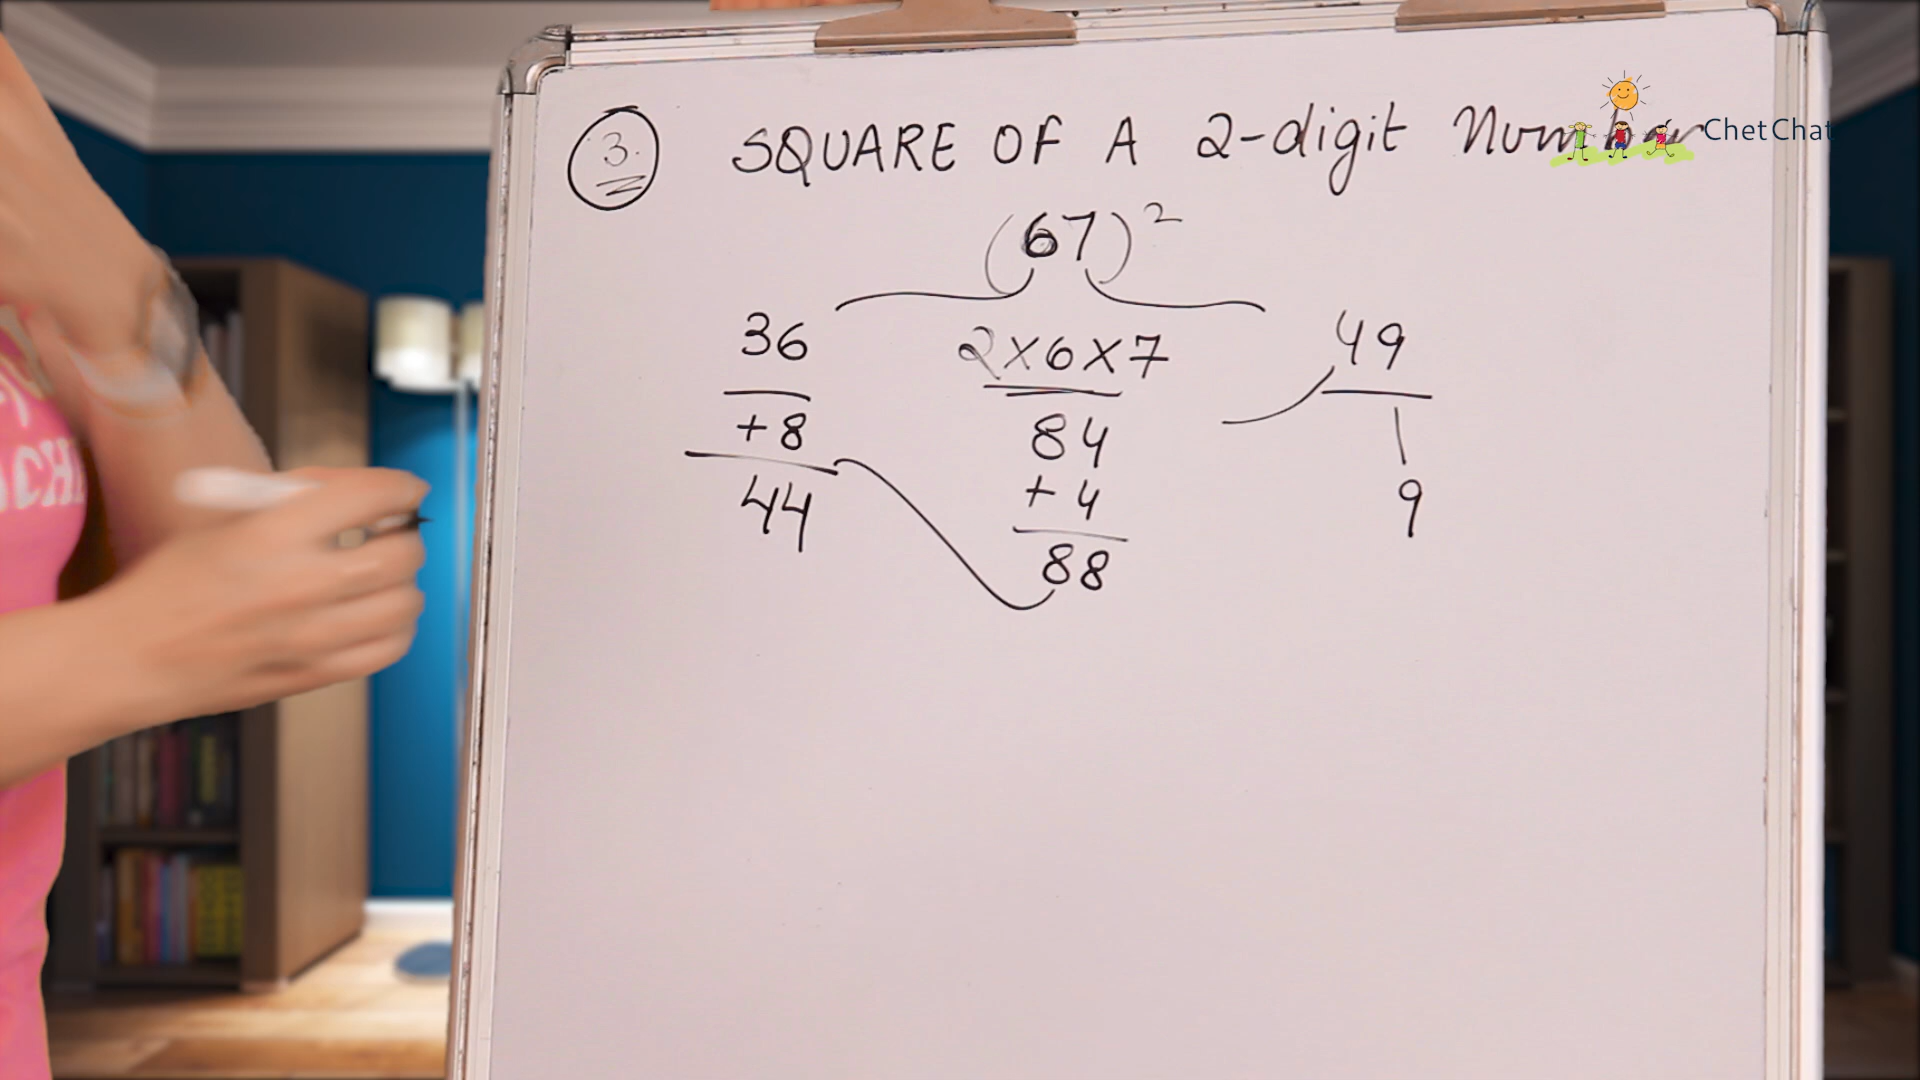 3. SQUARE OF A 2-digit Number
ChetChat
(67)²
36 2×6×7 49
+8 84 9
44 + 4
88